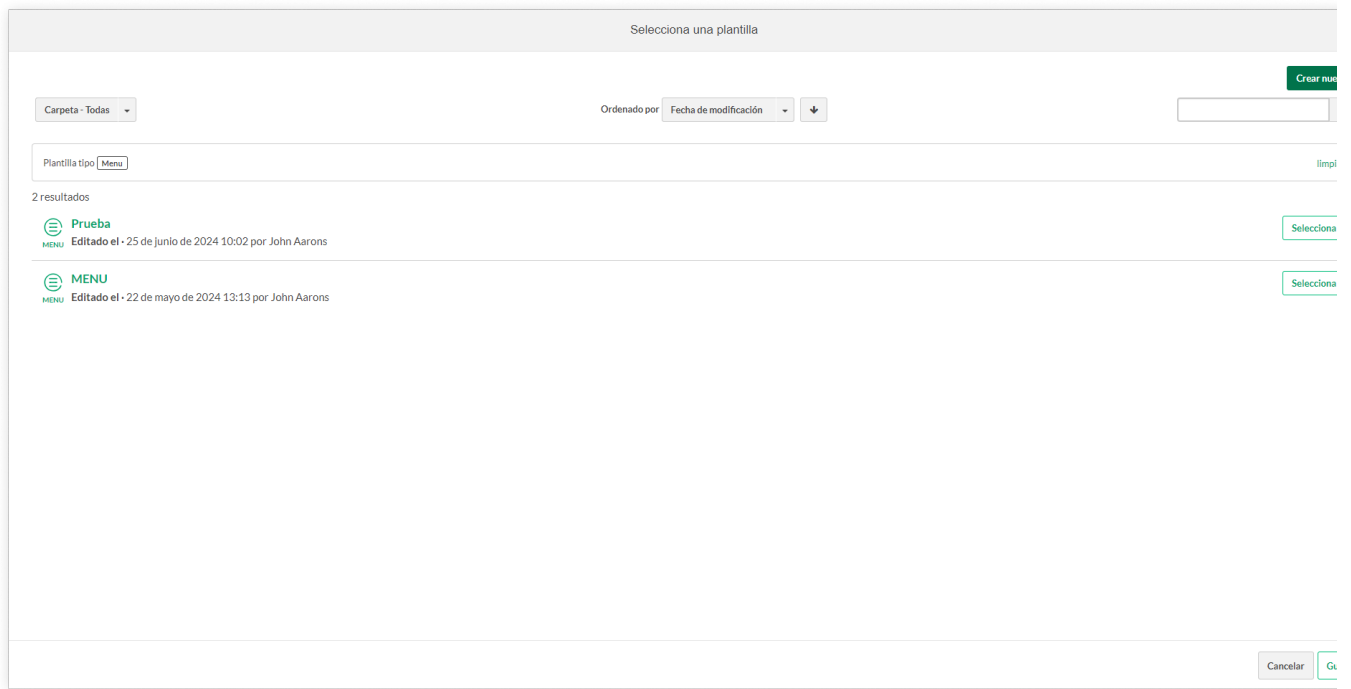 Selecciona una plantilla
Crear nue
Carpeta - Todas
Ordenado por Fecha de modificación
Plantilla tipo Menu
limpi
2 resultados
Prueba
MENU Editado el · 25 de junio de 2024 10:02 por John Aarons
Selecciona
MENU
MENU Editado el · 22 de mayo de 2024 13:13 por John Aarons
Selecciona
Cancelar
Gu